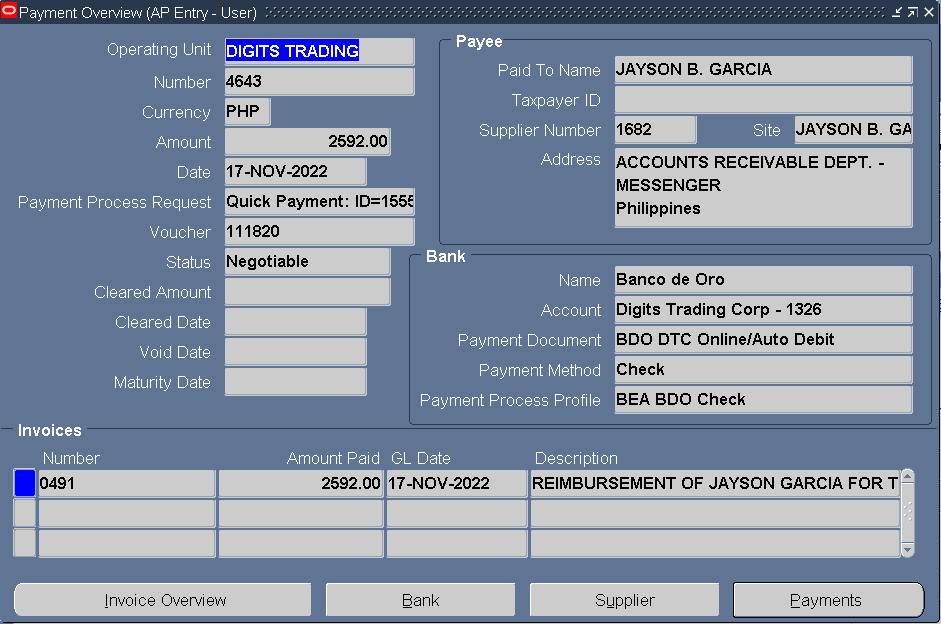 Payment Overview (AP Entry - User)
Operating Unit DIGITS TRADING
Number 4643
Currency PHP
Amount 2592.00
Date 17-NOV-2022
Payment Process Request Quick Payment: ID=1555
Voucher 111820
Status Negotiable
Cleared Amount
Cleared Date
Void Date
Maturity Date
Payee
Paid To Name JAYSON B. GARCIA
Taxpayer ID
Supplier Number 1682 Site JAYSON B. GA
Address ACCOUNTS RECEIVABLE DEPT. -
MESSENGER
Philippines
Bank
Name Banco de Oro
Account Digits Trading Corp - 1326
Payment Document BDO DTC Online/Auto Debit
Payment Method Check
Payment Process Profile BEA BDO Check
Invoices
Number Amount Paid GL Date Description
0491 2592.00 17-NOV-2022 REIMBURSEMENT OF JAYSON GARCIA FOR T
Invoice Overview Bank Supplier Payments